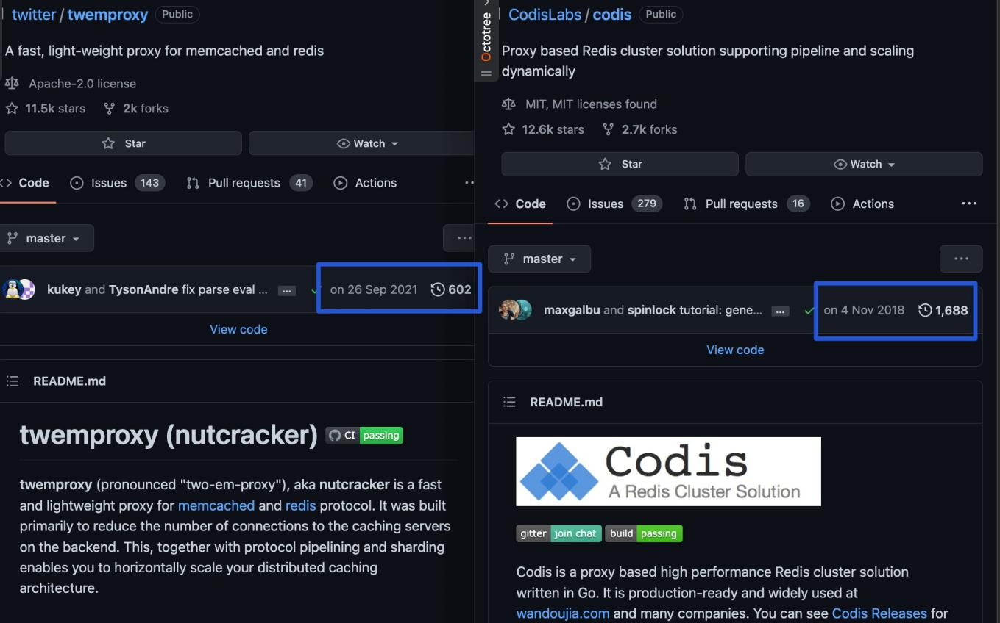 twitter / twemproxy Public
A fast, light-weight proxy for memcached and redis
Apache-2.0 license
11.5k stars 2k forks
Star Watch
Code Issues 143 Pull requests 41 Actions
master
kukey and TysonAndre fix parse eval ... ... on 26 Sep 2021 602
View code
README.md
twemproxy (nutcracker) CI passing
twemproxy (pronounced "two-em-proxy"), aka nutcracker is a fast
and lightweight proxy for memcached and redis protocol. It was built
primarily to reduce the number of connections to the caching servers
on the backend. This, together with protocol pipelining and sharding
enables you to horizontally scale your distributed caching
architecture.
Octotree
CodisLabs / codis Public
Proxy based Redis cluster solution supporting pipeline and scaling
dynamically
MIT, MIT licenses found
12.6k stars 2.7k forks
Star Watch
Code Issues 279 Pull requests 16 Actions
master
maxgalbu and spinlock tutorial: gene... ... on 4 Nov 2018 1,688
View code
README.md
Codis
A Redis Cluster Solution
gitter join chat build passing
Codis is a proxy based high performance Redis cluster solution
written in Go. It is production-ready and widely used at
wandoujia.com and many companies. You can see Codis Releases for